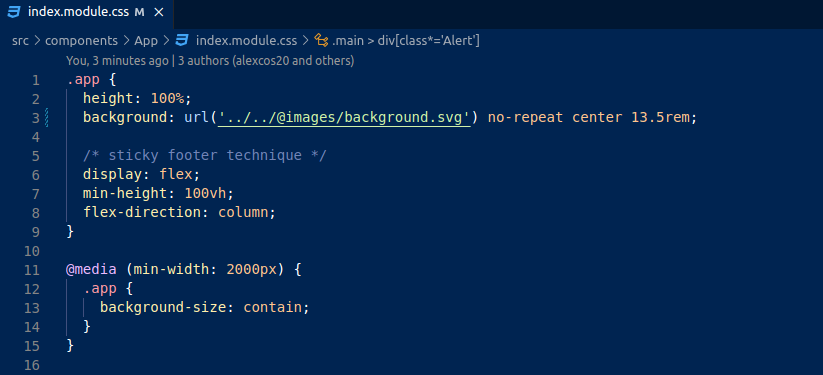 index.module.css M ×
src > components > App > index.module.css > .main > div[class*='Alert']
You, 3 minutes ago | 3 authors (alexcos20 and others)
1 .app {
2   height: 100%;
3   background: url('../../@images/background.svg') no-repeat center 13.5rem;
4
5   /* sticky footer technique */
6   display: flex;
7   min-height: 100vh;
8   flex-direction: column;
9 }
10
11 @media (min-width: 2000px) {
12   .app {
13     background-size: contain;
14   }
15 }
16